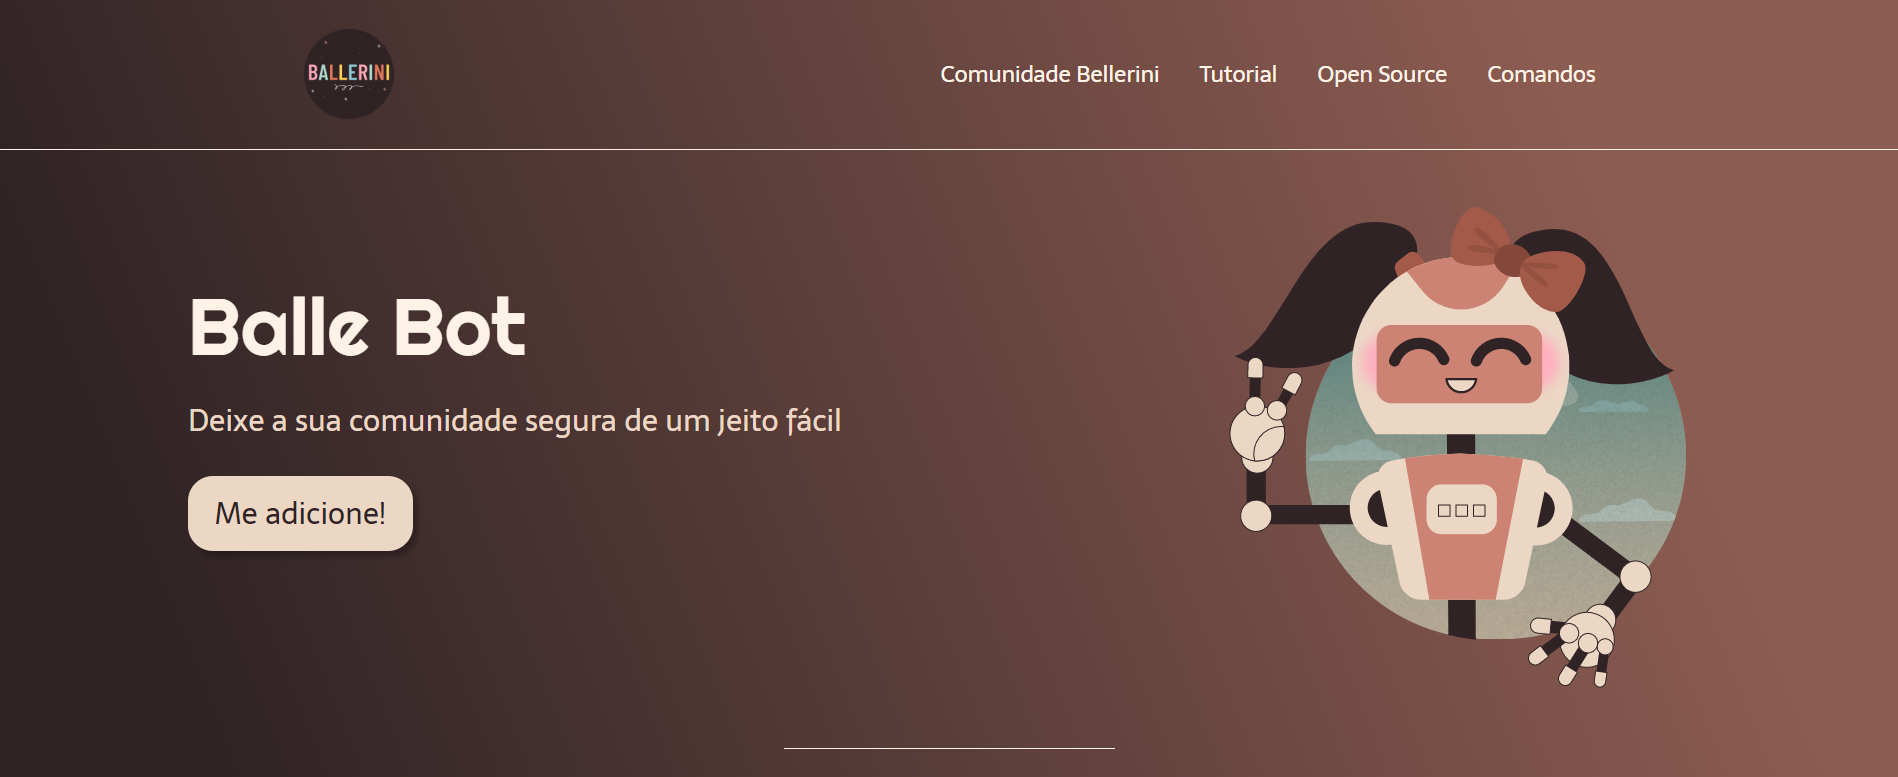 BALLERINI
Comunidade Bellerini Tutorial Open Source Comandos
Balle Bot
Deixe a sua comunidade segura de um jeito fácil
Me adicione!